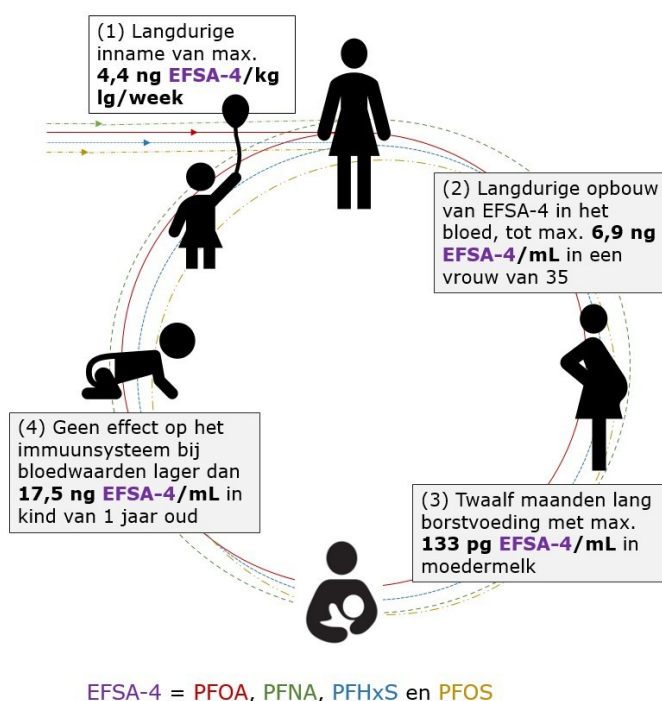 (1) Langdurige
inname van max.
4,4 ng EFSA-4/kg
lg/week
(2) Langdurige opbouw
van EFSA-4 in het
bloed, tot max. 6,9 ng
EFSA-4/mL in een
vrouw van 35
(3) Twaalf maanden lang
borstvoeding met max.
133 pg EFSA-4/mL in
moedermelk
(4) Geen effect op het
immuunsysteem bij
bloedwaarden lager dan
17,5 ng EFSA-4/mL in
kind van 1 jaar oud
EFSA-4 = PFOA, PFNA, PFHxS en PFOS